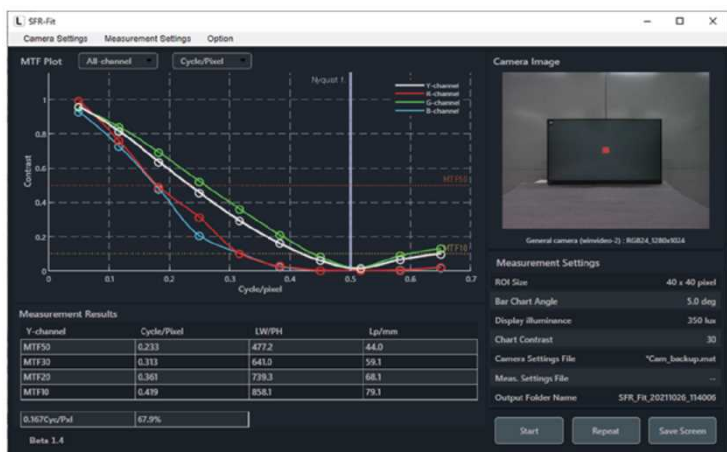 L SFR-Fit
Camera Settings Measurement Settings Option
MTF Plot All-channel Cycle/Pixel
Nyquist f.
Y-channel
R-channel
G-channel
B-channel
1
0.8
0.6
0.4
0.2
0
Contrast
MTF50
MTF10
0 0.1 0.2 0.3 0.4 0.5 0.6 0.7
Cycle/pixel
Measurement Results
Y-channel Cycle/Pixel LW/PH Lp/mm
MTF50 0.233 477.2 44.0
MTF30 0.313 641.0 59.1
MTF20 0.361 739.3 68.1
MTF10 0.419 858.1 79.1
0.167Cyc/Pxl 67.9%
Beta 1.4
Camera Image
General camera (winvideo-2) : RGB24_1280x1024
Measurement Settings
ROI Size 40 x 40 pixel
Bar Chart Angle 5.0 deg
Display illuminance 350 lux
Chart Contrast 30
Camera Settings File *Cam_backup.mat
Meas. Settings File --
Output Folder Name SFR_Fit_20211026_114006
Start Repeat Save Screen